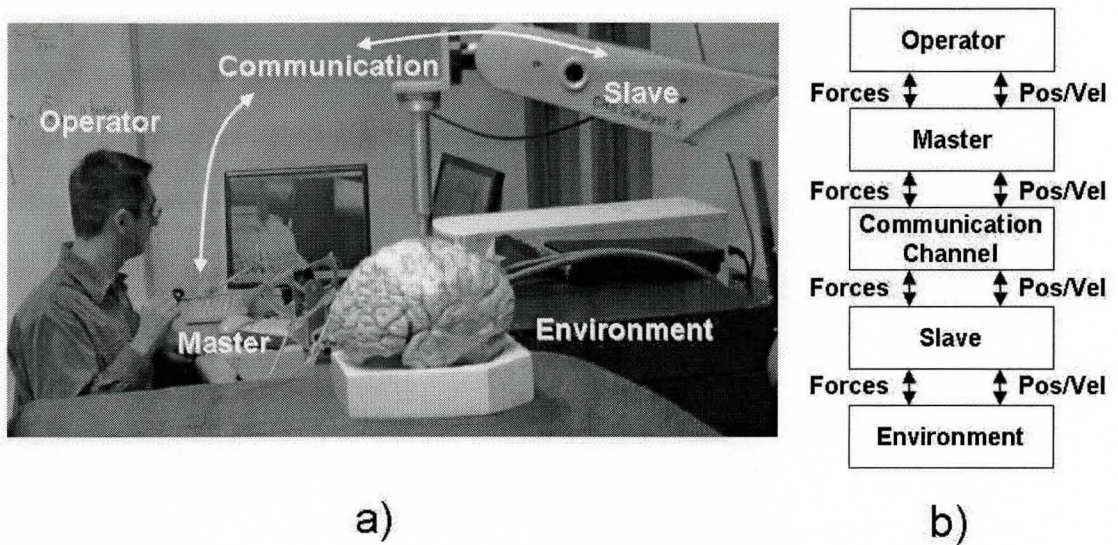 Communication
Slave
Operator
Master
Environment
a)
Operator
Forces Pos/Vel
Master
Forces Pos/Vel
Communication
Channel
Forces Pos/Vel
Slave
Forces Pos/Vel
Environment
b)